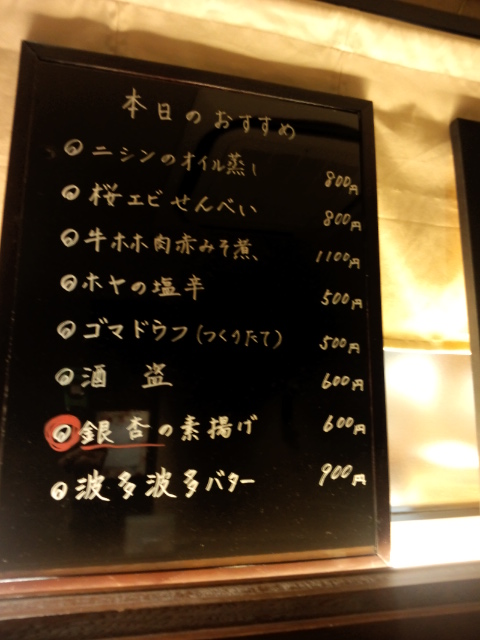 本日のおすすめ
ニシンのオイル蒸し 800円
桜エビせんべい 800円
牛ホホ肉赤みそ煮、 1100円
ホヤの塩辛 500円
ゴマドウフ(つくりたて) 500円
酒盗 600円
銀杏の素揚げ 600円
波多波多バター 900円